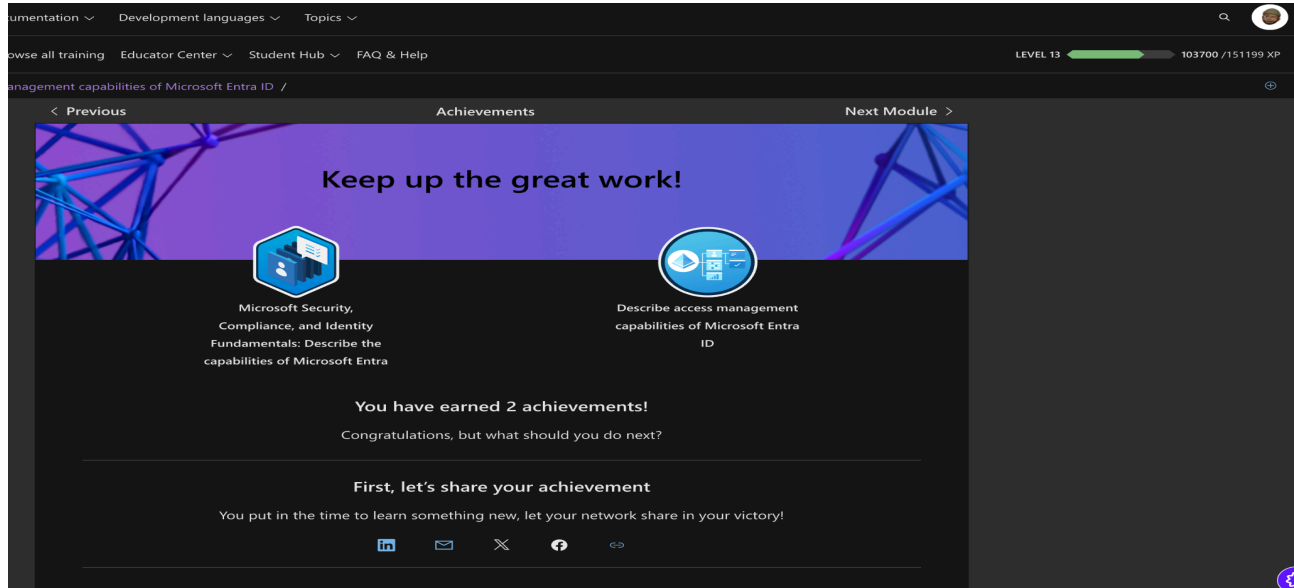 Development languages
Topics
owse all training
Educator Center
Student Hub
FAQ & Help
LEVEL 13
103700 /151199 XP
anagement capabilities of Microsoft Entra ID /
< Previous
Achievements
Next Module >
Keep up the great work!
Microsoft Security,
Compliance, and Identity
Fundamentals: Describe the
capabilities of Microsoft Entra
Describe access management
capabilities of Microsoft Entra
ID
You have earned 2 achievements!
Congratulations, but what should you do next?
First, let's share your achievement
You put in the time to learn something new, let your network share in your victory!